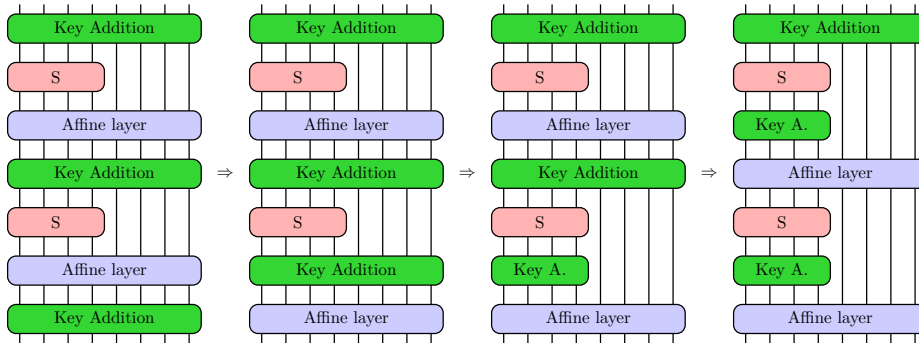 Key Addition
S
Affine layer
Key Addition
S
Affine layer
Key Addition
⇒
Key Addition
S
Affine layer
Key Addition
S
Key Addition
Affine layer
⇒
Key Addition
S
Affine layer
Key Addition
S
Key A.
Affine layer
⇒
Key Addition
S
Key A.
Affine layer
S
Key A.
Affine layer